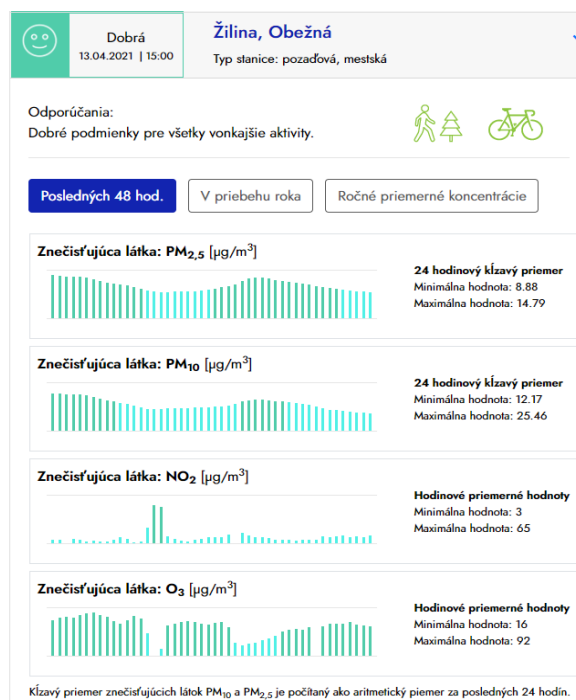 Dobrá
13.04.2021 | 15:00
Žilina, Obežná
Typ stanice: pozaďová, mestská
Odporúčania:
Dobré podmienky pre všetky vonkajšie aktivity.
Posledných 48 hod.
V priebehu roka
Ročné priemerné koncentrácie
Znečisťujúca látka: PM2,5 [µg/m3]
24 hodinový kĺzavý priemer
Minimálna hodnota: 8.88
Maximálna hodnota: 14.79
Znečisťujúca látka: PM10 [µg/m3]
24 hodinový kĺzavý priemer
Minimálna hodnota: 12.17
Maximálna hodnota: 25.46
Znečisťujúca látka: NO2 [µg/m3]
Hodinové priemerné hodnoty
Minimálna hodnota: 3
Maximálna hodnota: 65
Znečisťujúca látka: O3 [µg/m3]
Hodinové priemerné hodnoty
Minimálna hodnota: 16
Maximálna hodnota: 92
Kĺzavý priemer znečisťujúcich látok PM10 a PM2,5 je počítaný ako aritmetický piemer za posledných 24 hodín.